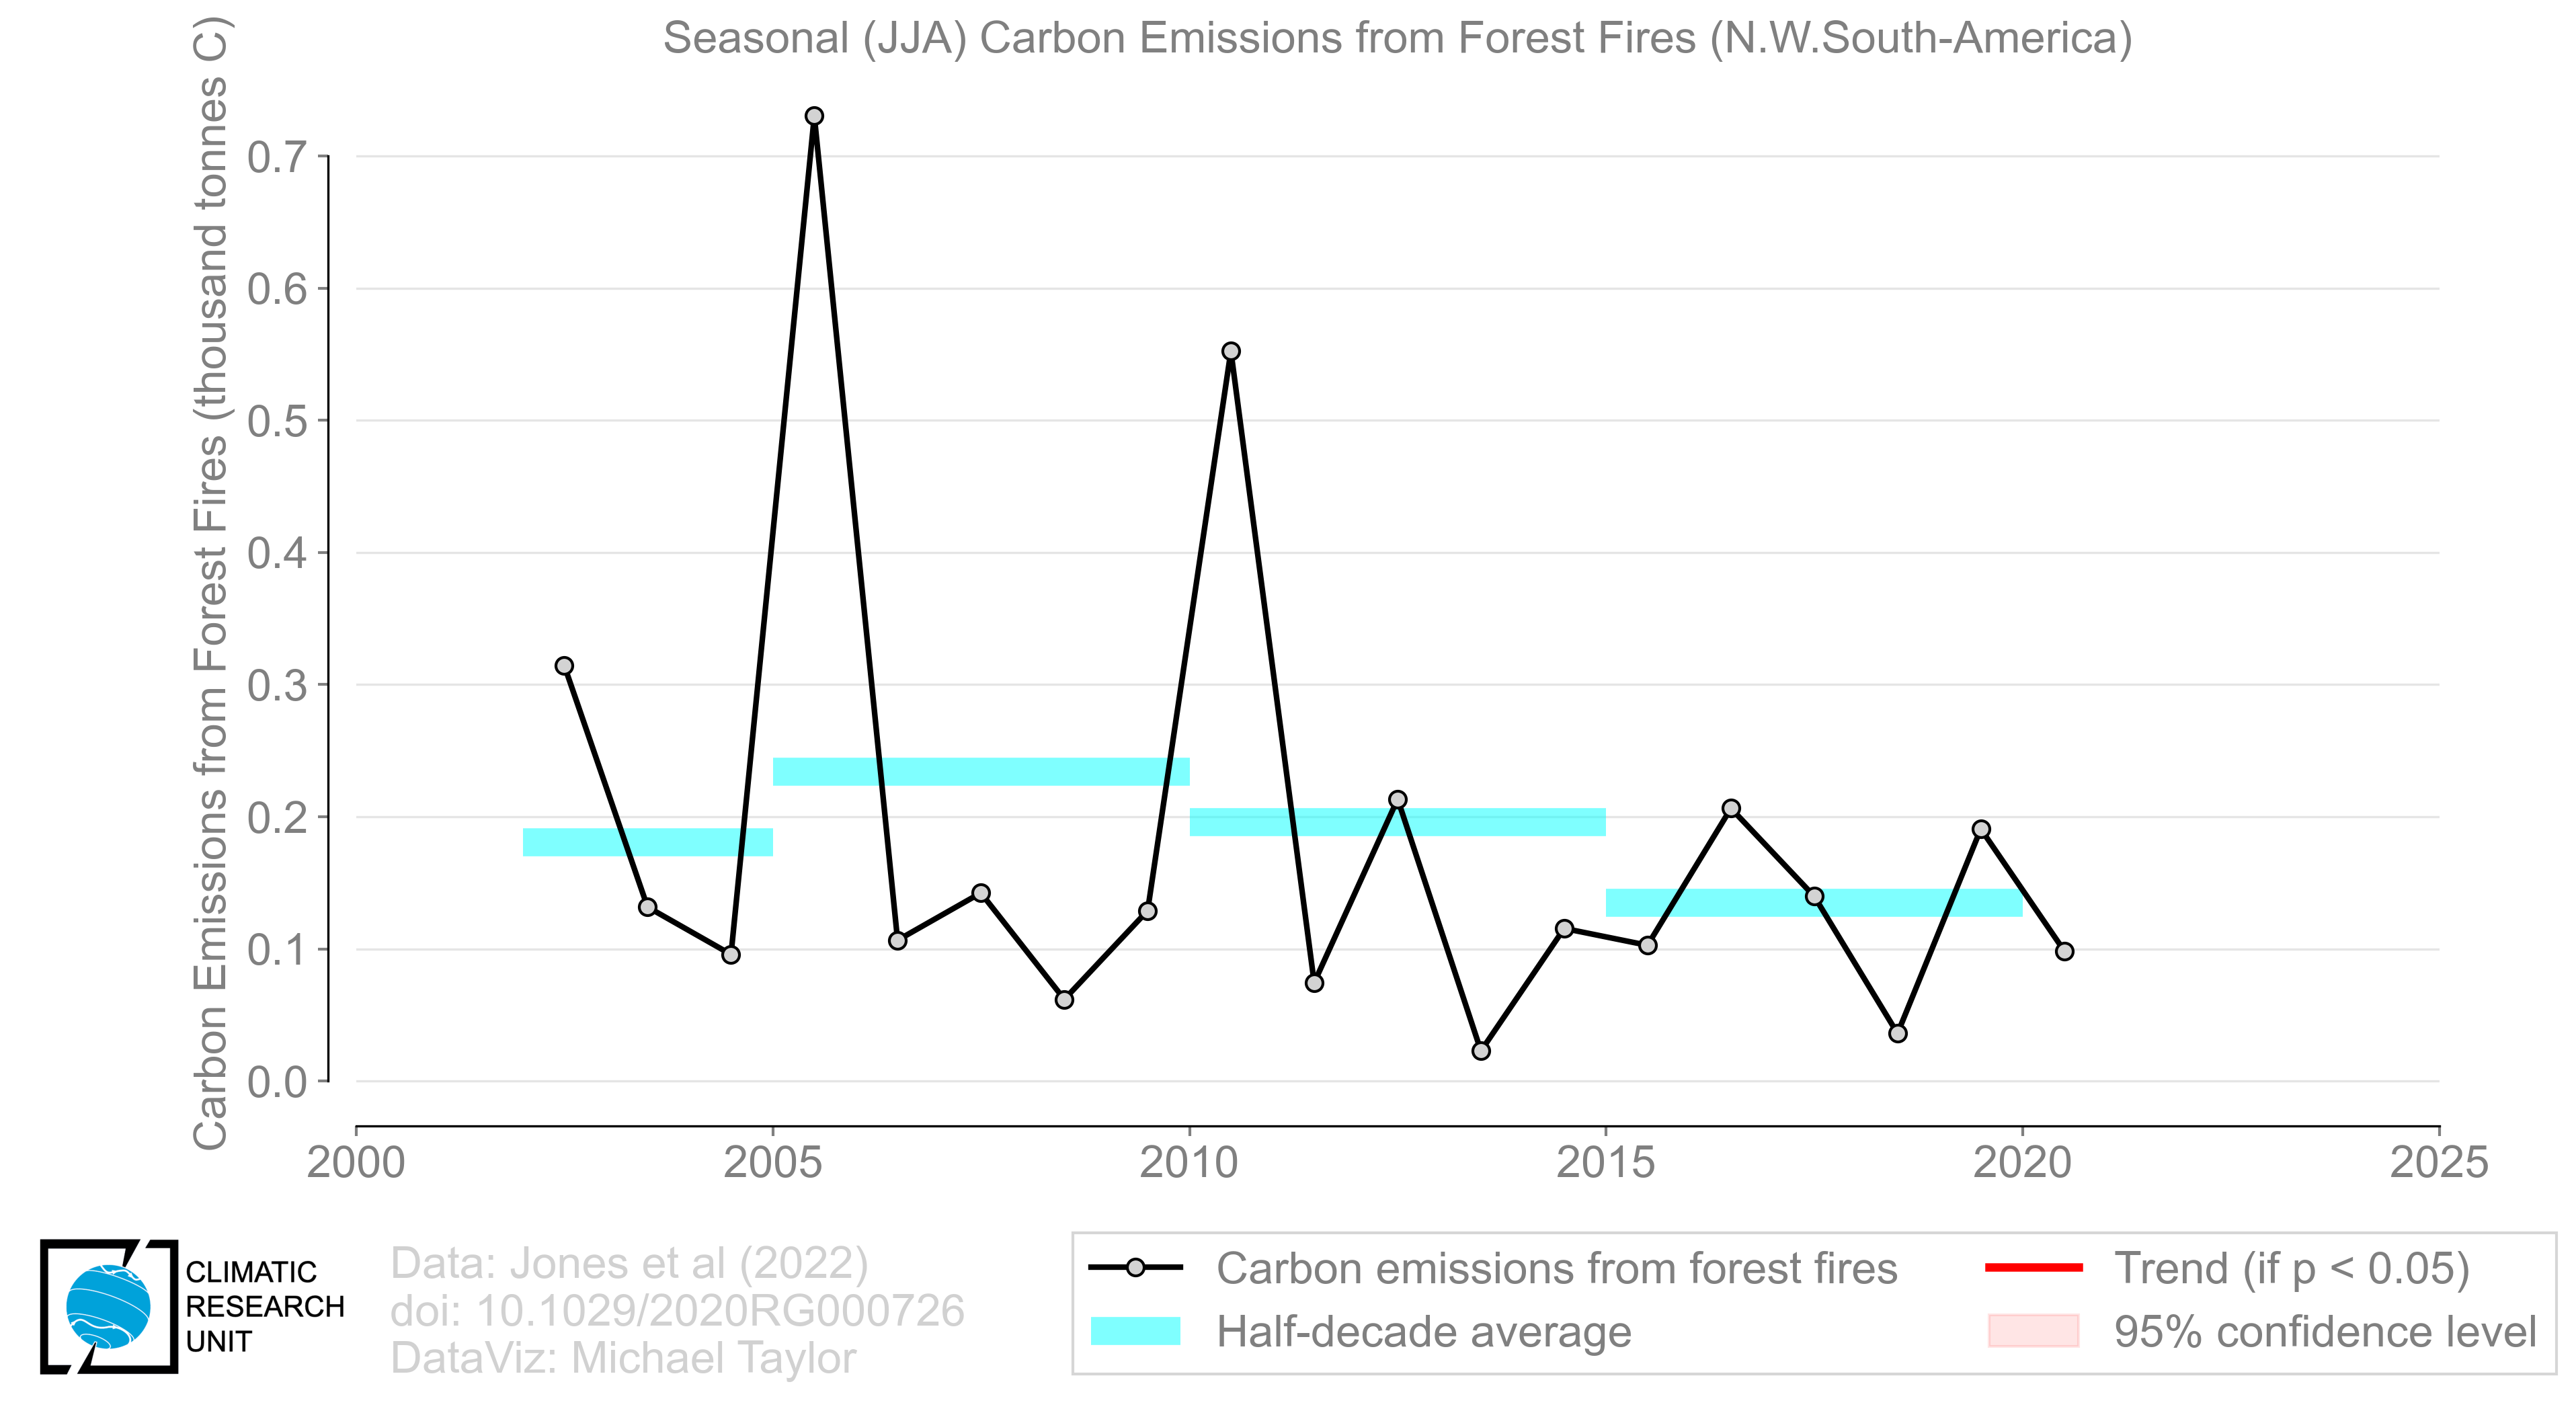 Seasonal (JJA) Carbon Emissions from Forest Fires (N.W.South-America)
Carbon Emissions from Forest Fires (thousand tonnes C)
0.7
0.6
0.5
0.4
0.3
0.2
0.1
0.0
2000 2005 2010 2015 2020 2025
CLIMATIC
RESEARCH
UNIT
Data: Jones et al (2022)
doi: 10.1029/2020RG000726
DataViz: Michael Taylor
Carbon emissions from forest fires
Half-decade average
Trend (if p < 0.05)
95% confidence level